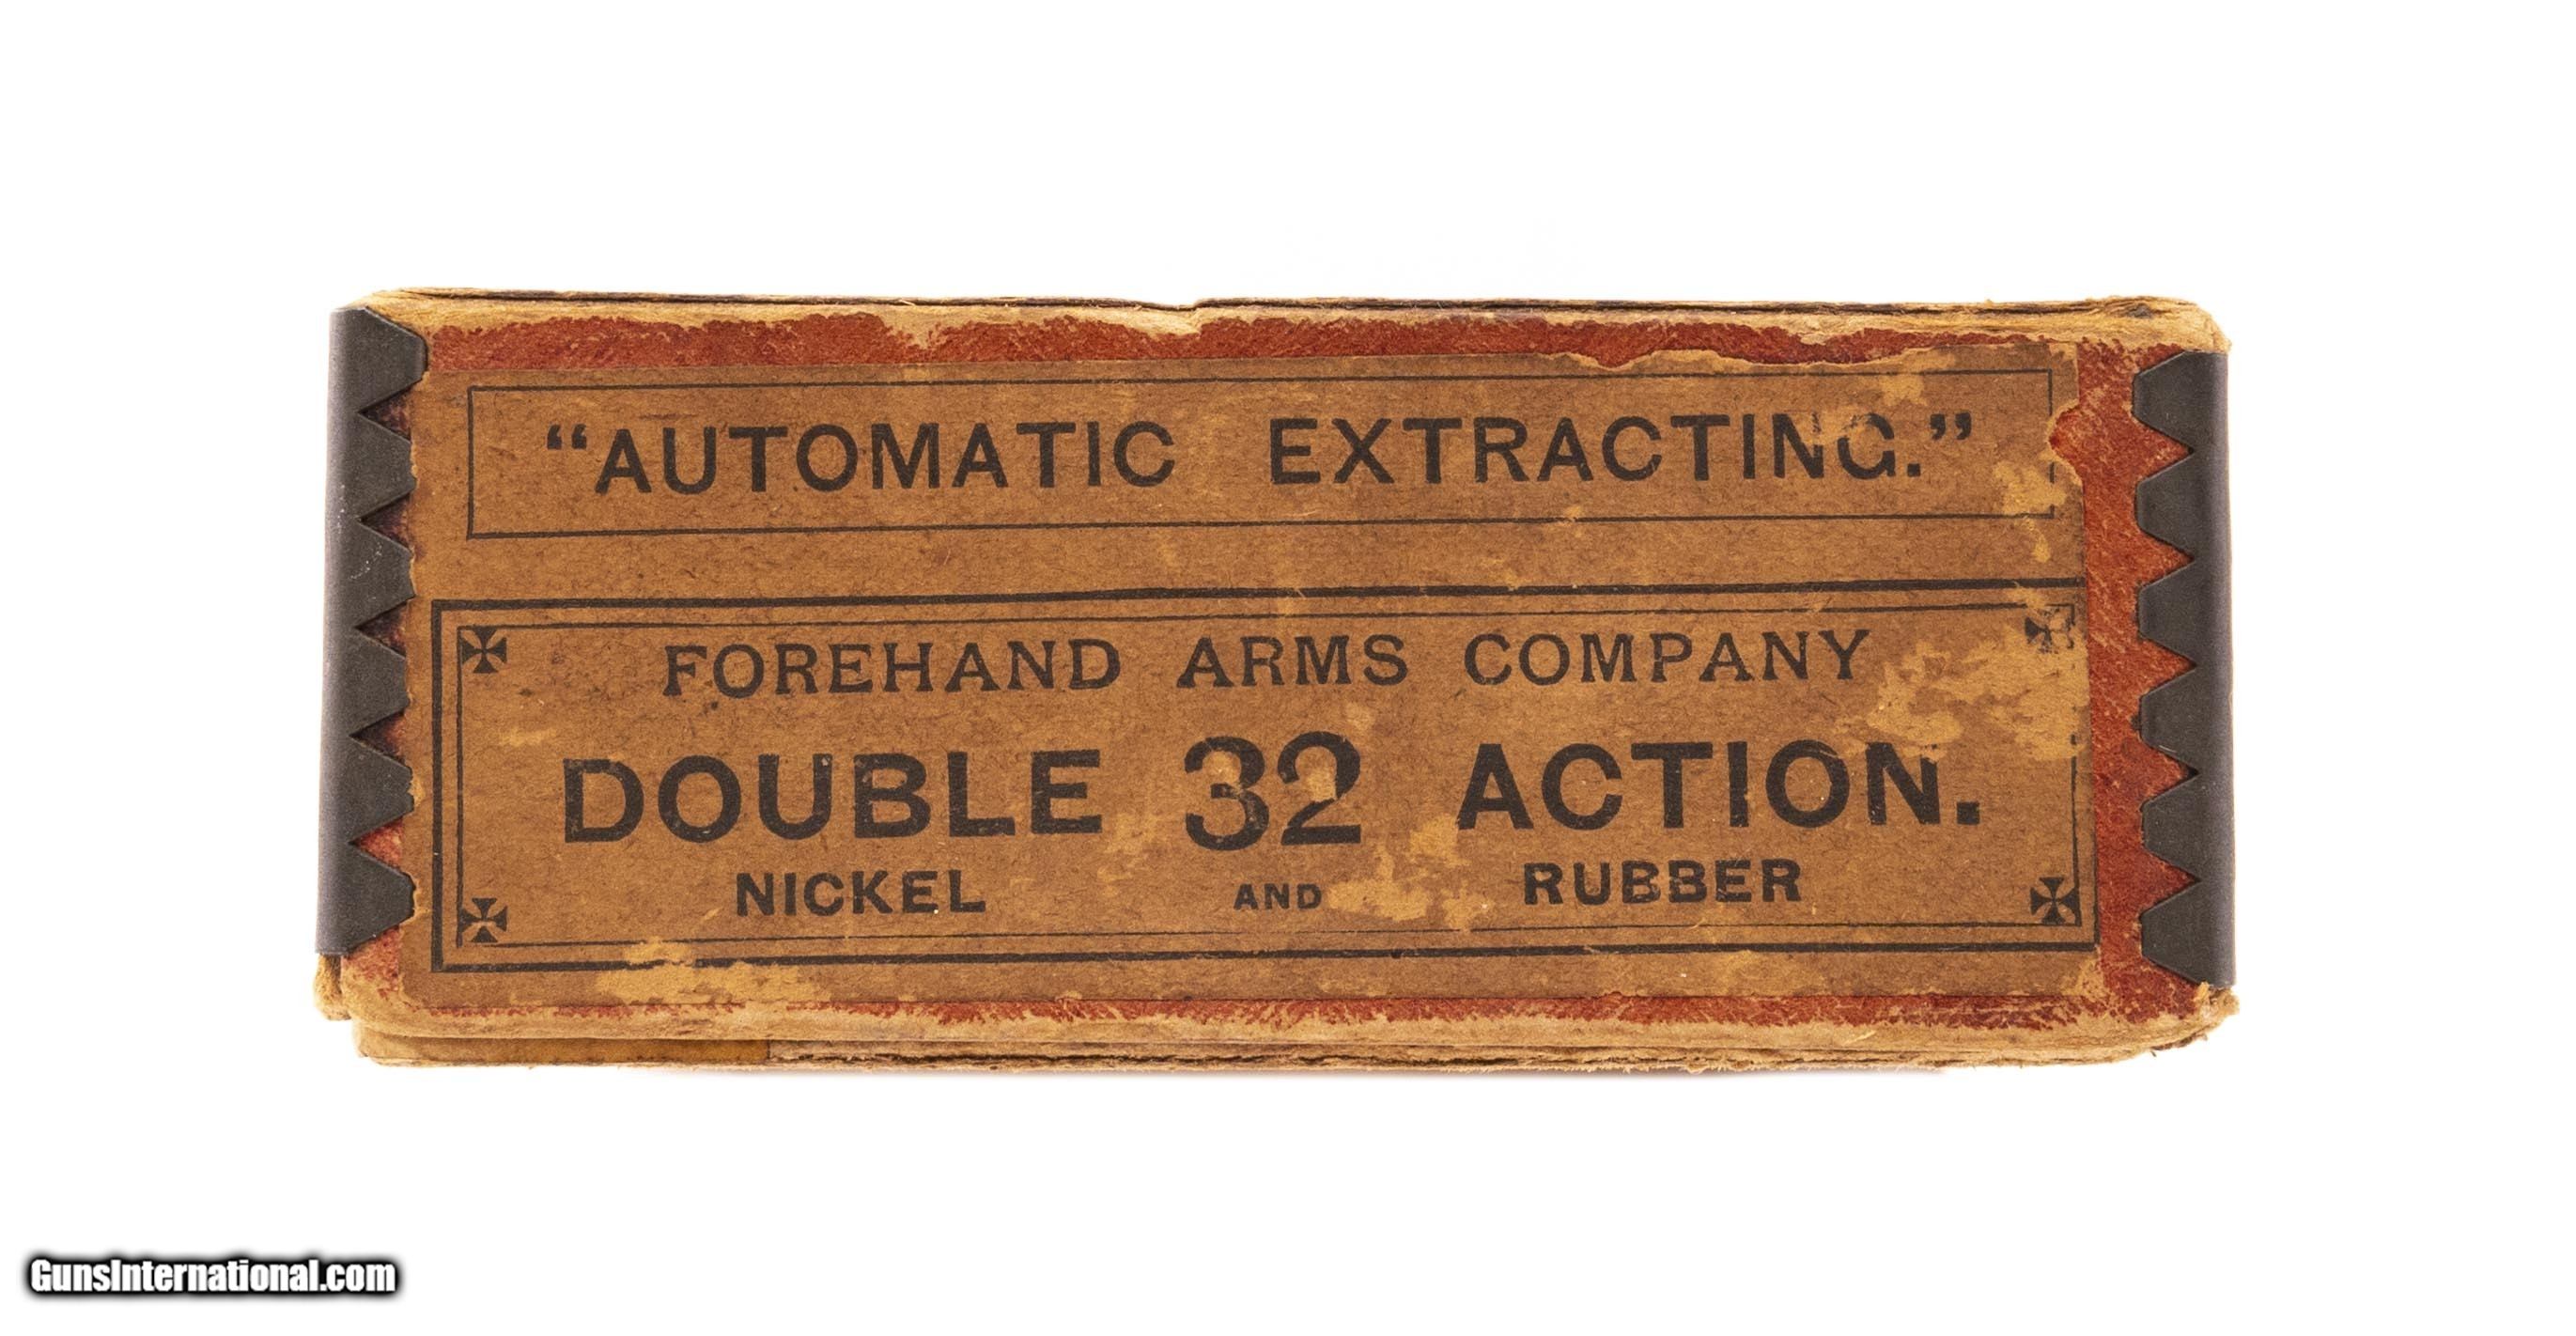 “AUTOMATIC EXTRACTING.”
FOREHAND ARMS COMPANY
DOUBLE 32 ACTION.
NICKEL AND RUBBER
GunsInternational.com